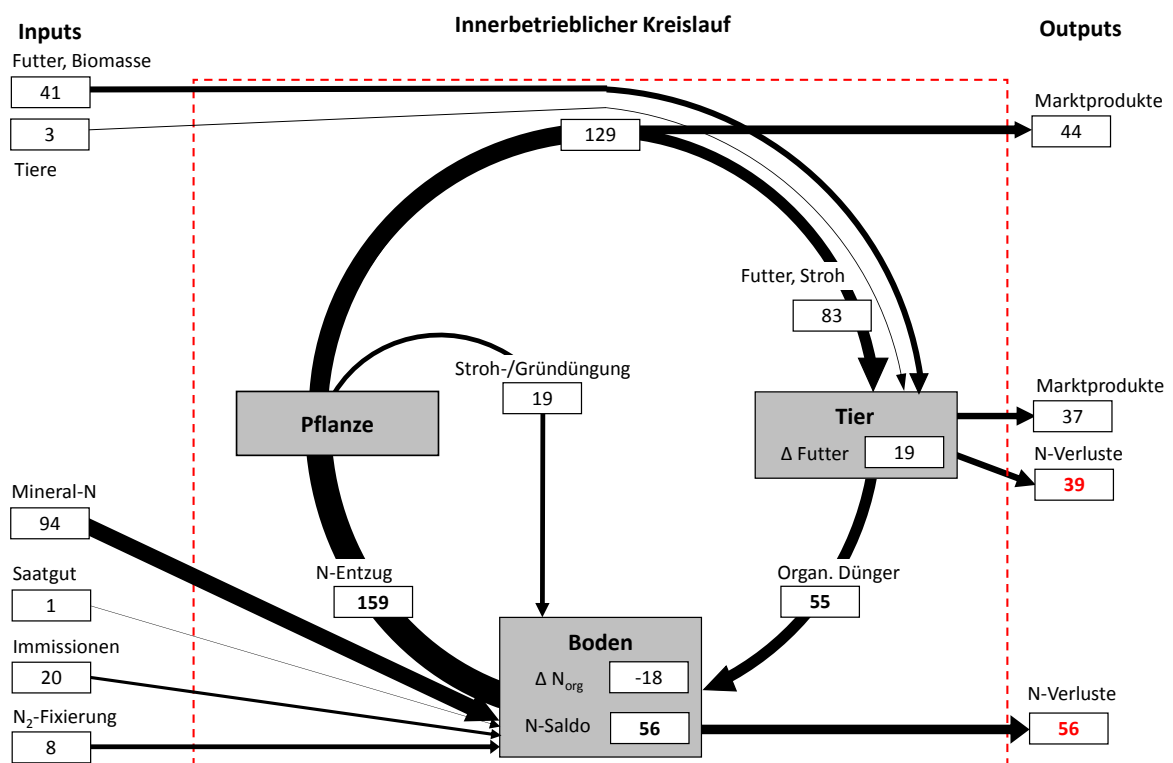 Innerbetrieblicher Kreislauf
Inputs
Outputs
Futter, Biomasse
41
3
Tiere
129
Marktprodukte
44
Futter, Stroh
83
Stroh-/Gründüngung
19
Pflanze
Tier
Δ Futter 19
Marktprodukte
37
N-Verluste
39
Mineral-N
94
Saatgut
1
Immissionen
20
N₂-Fixierung
8
N-Entzug
159
Organ. Dünger
55
Boden
Δ Norg -18
N-Saldo 56
N-Verluste
56